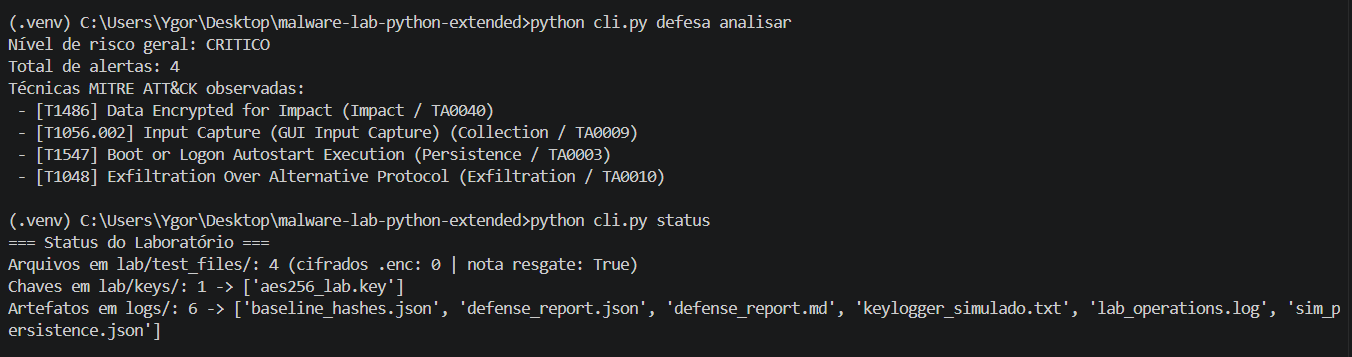 (.venv) C:\Users\Ygor\Desktop\malware-lab-python-extended>python cli.py defesa analisar
Nível de risco geral: CRITICO
Total de alertas: 4
Técnicas MITRE ATT&CK observadas:
 - [T1486] Data Encrypted for Impact (Impact / TA0040)
 - [T1056.002] Input Capture (GUI Input Capture) (Collection / TA0009)
 - [T1547] Boot or Logon Autostart Execution (Persistence / TA0003)
 - [T1048] Exfiltration Over Alternative Protocol (Exfiltration / TA0010)
(.venv) C:\Users\Ygor\Desktop\malware-lab-python-extended>python cli.py status
=== Status do Laboratório ===
Arquivos em lab/test_files/: 4 (cifrados .enc: 0 | nota resgate: True)
Chaves em lab/keys/: 1 -> ['aes256_lab.key']
Artefatos em logs/: 6 -> ['baseline_hashes.json', 'defense_report.json', 'defense_report.md', 'keylogger_simulado.txt', 'lab_operations.log', 'sim_p
ersistence.json']